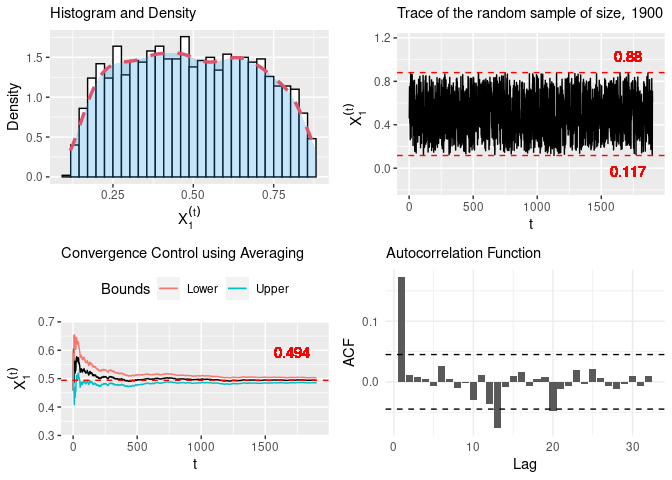 Histogram and Density
Density
1.5
1.0
0.5
0.0
0.25
0.50
0.75
X₁⁽ᵗ⁾
Trace of the random sample of size, 1900
X₁⁽ᵗ⁾
1.2
0.8
0.4
0.0
0.88
0.117
0
500
1000
1500
t
Convergence Control using Averaging
Bounds
Lower
Upper
X₁⁽ᵗ⁾
0.7
0.6
0.5
0.4
0.3
0.494
0
500
1000
1500
t
Autocorrelation Function
ACF
0.1
0.0
0
10
20
30
Lag